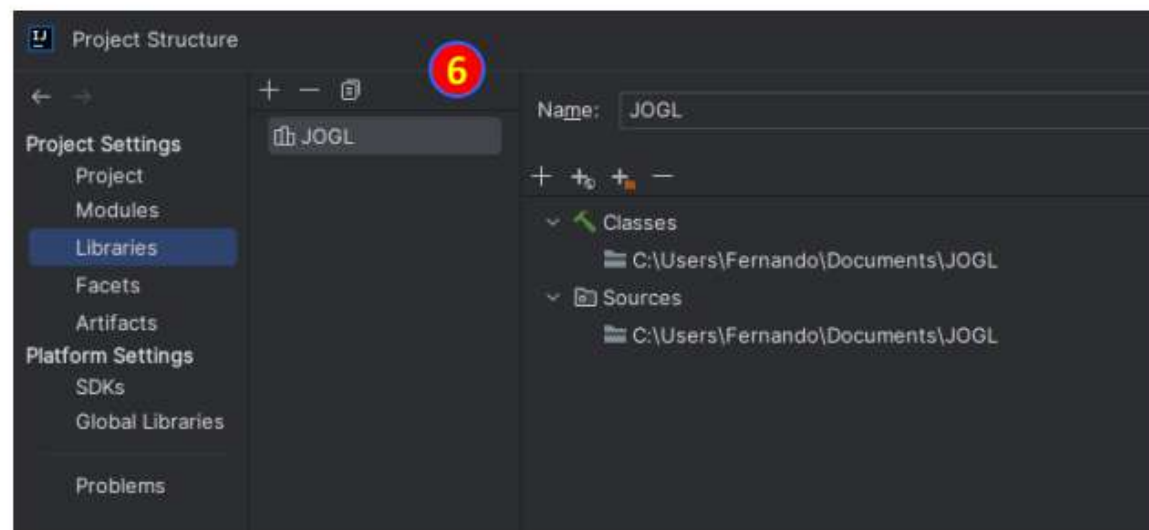 Project Structure
6
Project Settings
Project
Modules
Libraries
Facets
Artifacts
Platform Settings
SDKs
Global Libraries
Problems
JOGL
Name: JOGL
Classes
C:\Users\Fernando\Documents\JOGL
Sources
C:\Users\Fernando\Documents\JOGL